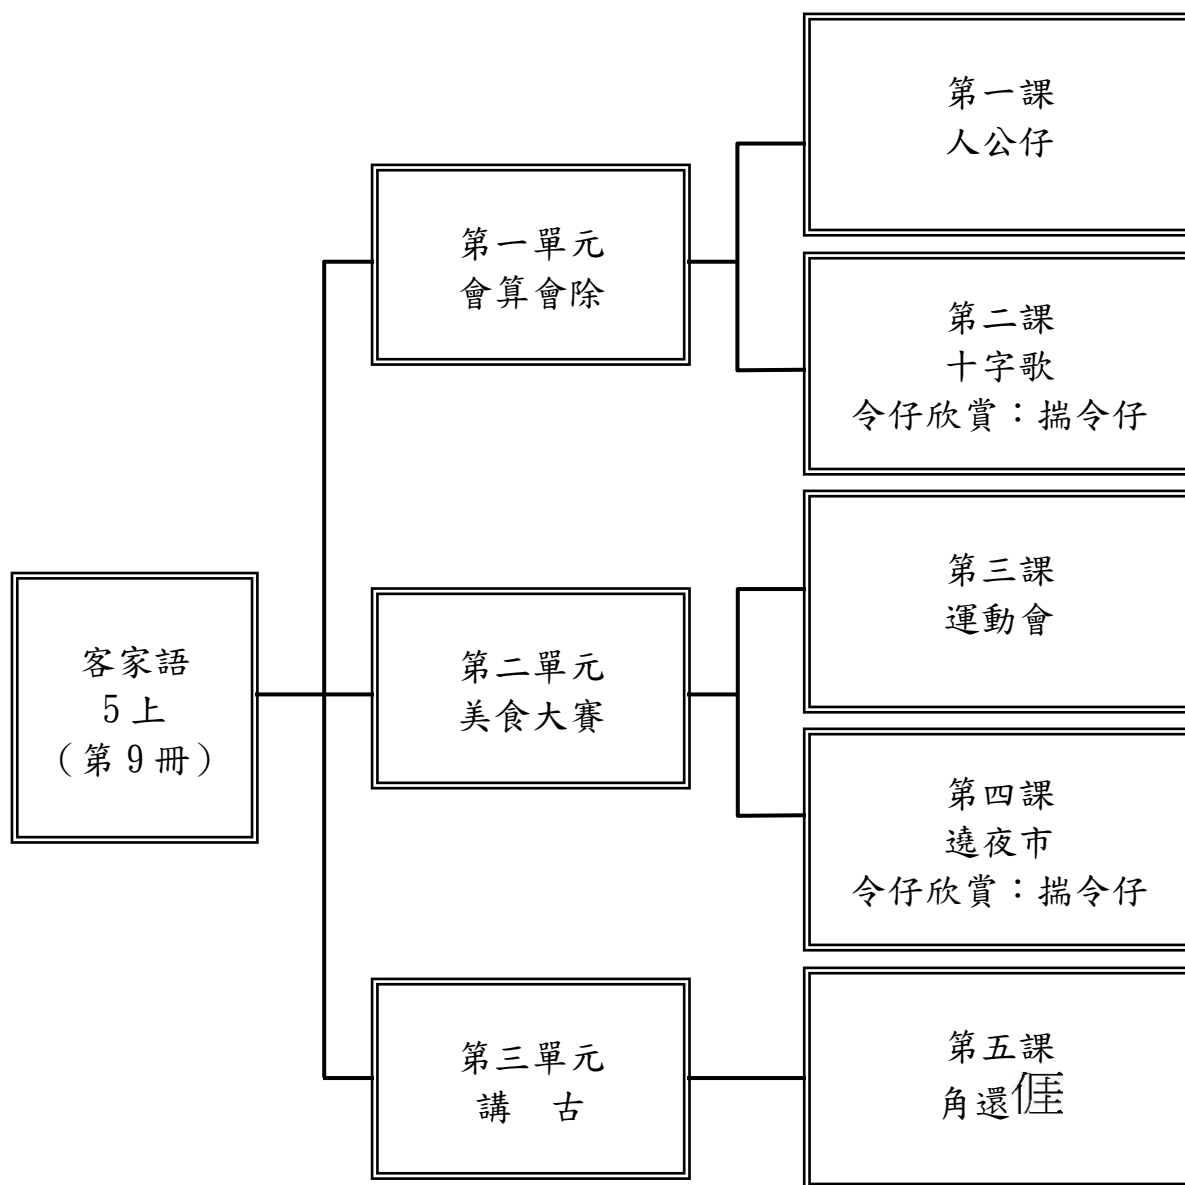 客家語
5上
（第9冊）
第一單元
會算會除
第一課
人公仔
第二課
十字歌
令仔欣賞：揣令仔
第二單元
美食大賽
第三課
運動會
第四課
遶夜市
令仔欣賞：揣令仔
第三單元
講　古
第五課
角還𠊎